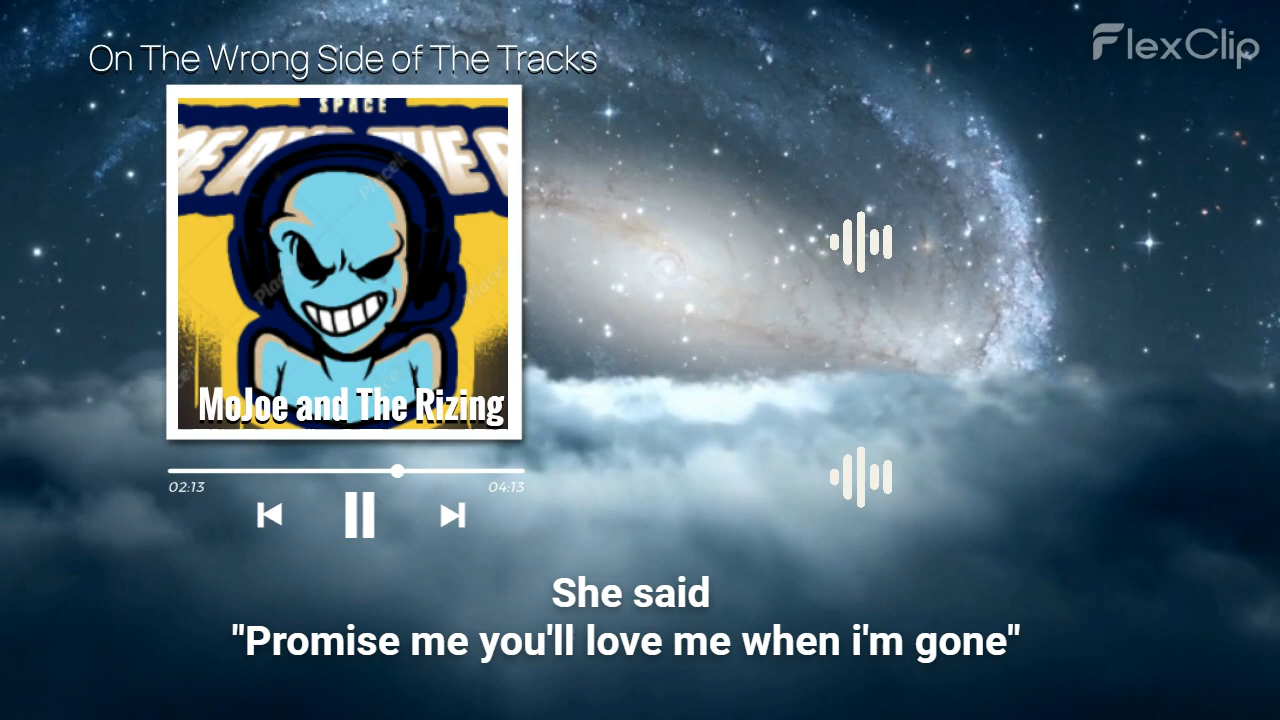 On The Wrong Side of The Tracks
FlexClip
SPACE
Placeit
MoJoe and The Rizing
02:13
04:13
She said
"Promise me you'll love me when i'm gone"